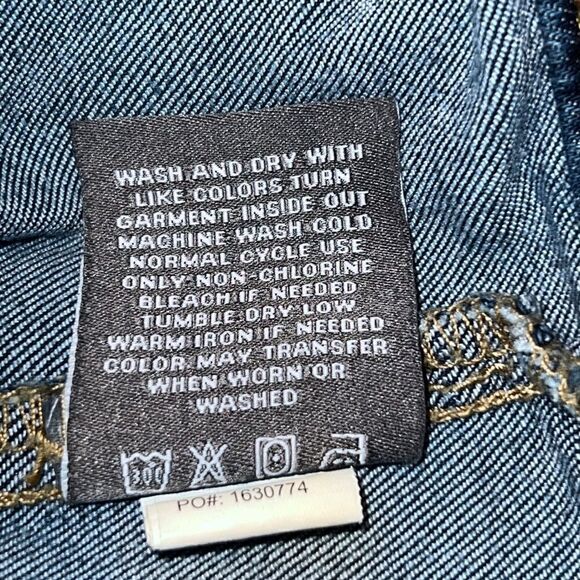 WASH AND DRY WITH
LIKE COLORS TURN
GARMENT INSIDE OUT
MACHINE WASH COLD
NORMAL CYCLE USE
ONLY NON-CHLORINE
BLEACH IF NEEDED
TUMBLE DRY LOW
WARM IRON IF NEEDED
COLOR MAY TRANSFER
WHEN WORN OR
WASHED
30C
PO#: 1630774